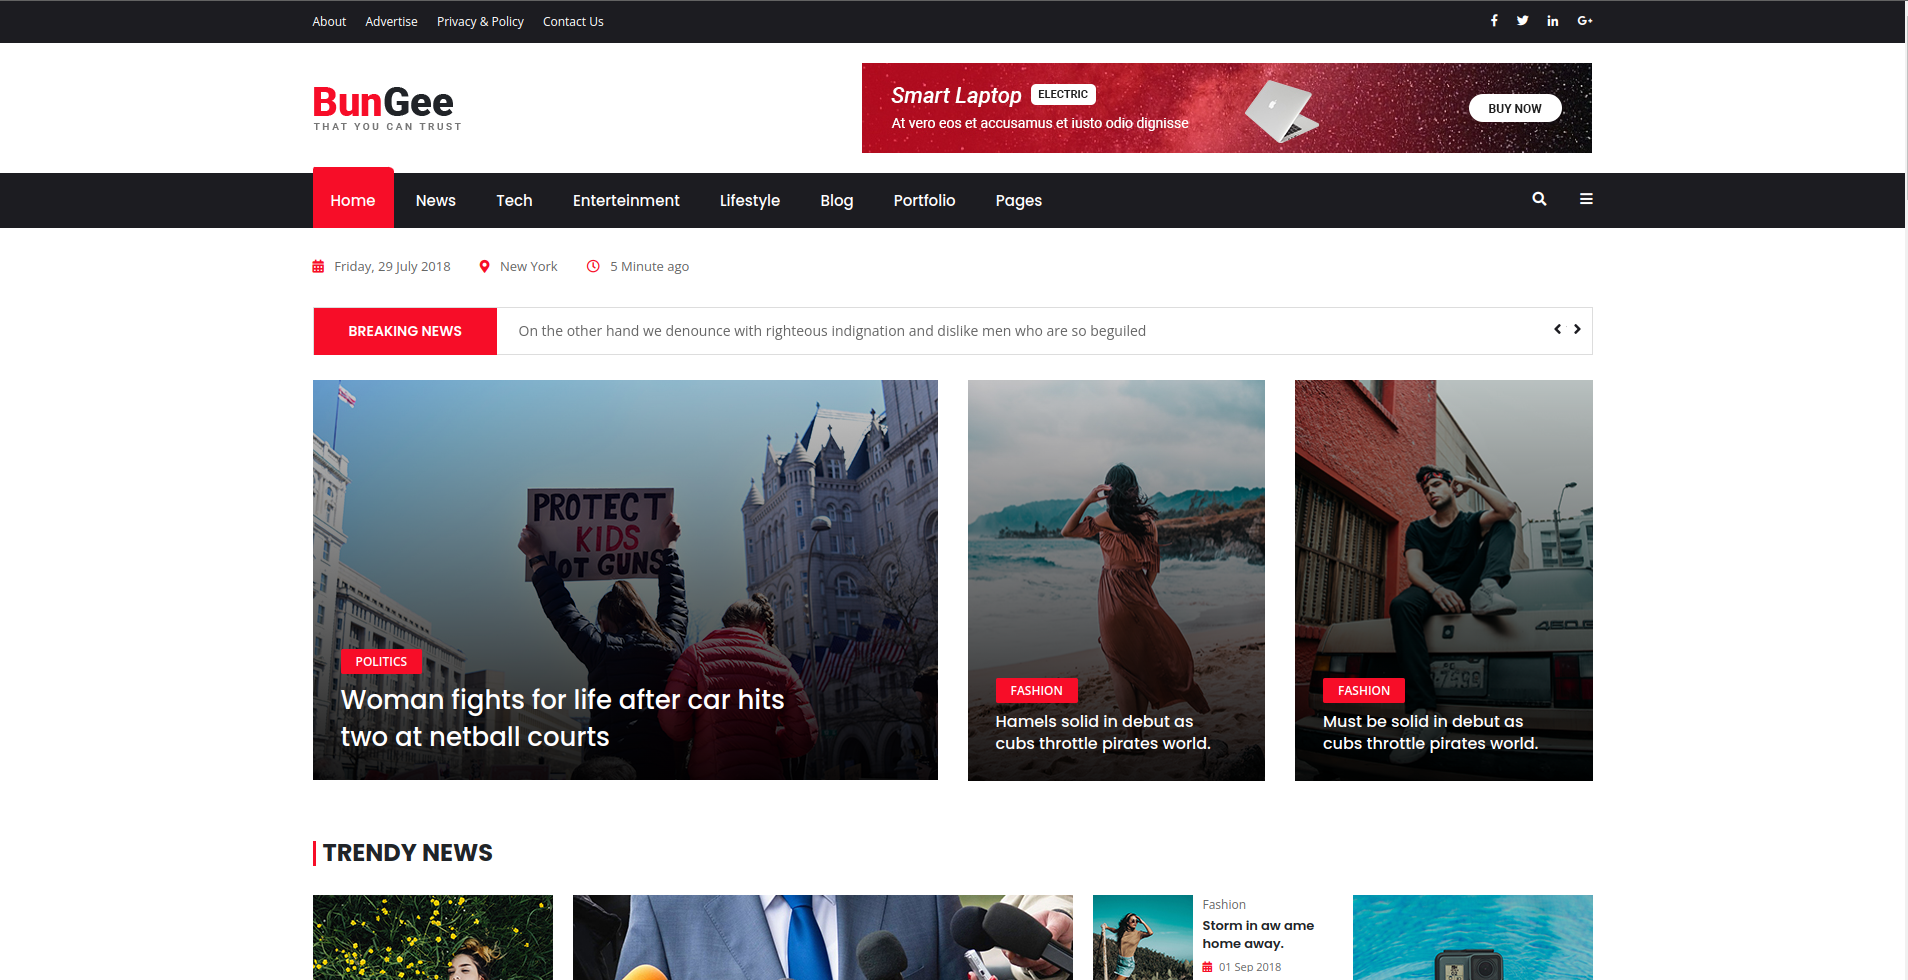 About Advertise Privacy & Policy Contact Us
BunGee
THAT YOU CAN TRUST
Smart Laptop ELECTRIC
At vero eos et accusamus et iusto odio dignisse
BUY NOW
Home News Tech Enterteinment Lifestyle Blog Portfolio Pages
Friday, 29 July 2018 New York 5 Minute ago
BREAKING NEWS On the other hand we denounce with righteous indignation and dislike men who are so beguiled
PROTECT
KIDS
NOT GUNS
POLITICS
Woman fights for life after car hits
two at netball courts
FASHION
Hamels solid in debut as
cubs throttle pirates world.
FASHION
Must be solid in debut as
cubs throttle pirates world.
TRENDY NEWS
Fashion
Storm in aw ame
home away.
01 Sep 2018